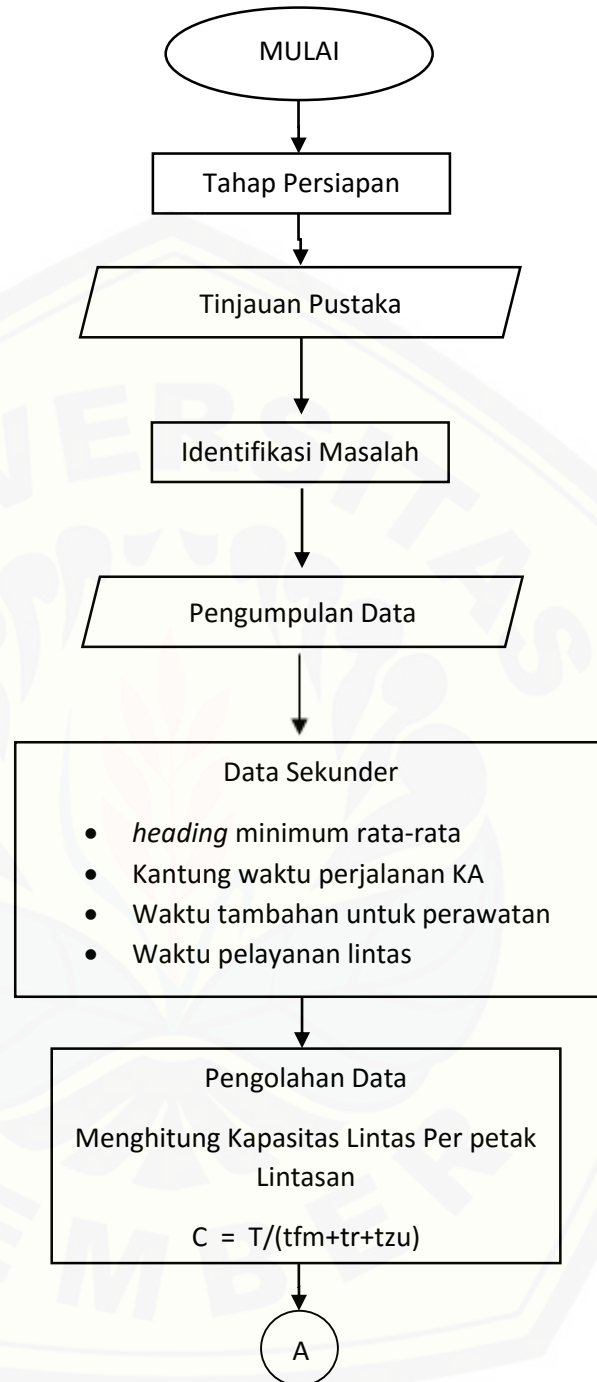 MULAI
Tahap Persiapan
Tinjauan Pustaka
Identifikasi Masalah
Pengumpulan Data
Data Sekunder
• heading minimum rata-rata
• Kantung waktu perjalanan KA
• Waktu tambahan untuk perawatan
• Waktu pelayanan lintas
Pengolahan Data
Menghitung Kapasitas Lintas Per petak
Lintasan
C = T/(tfm+tr+tzu)
A